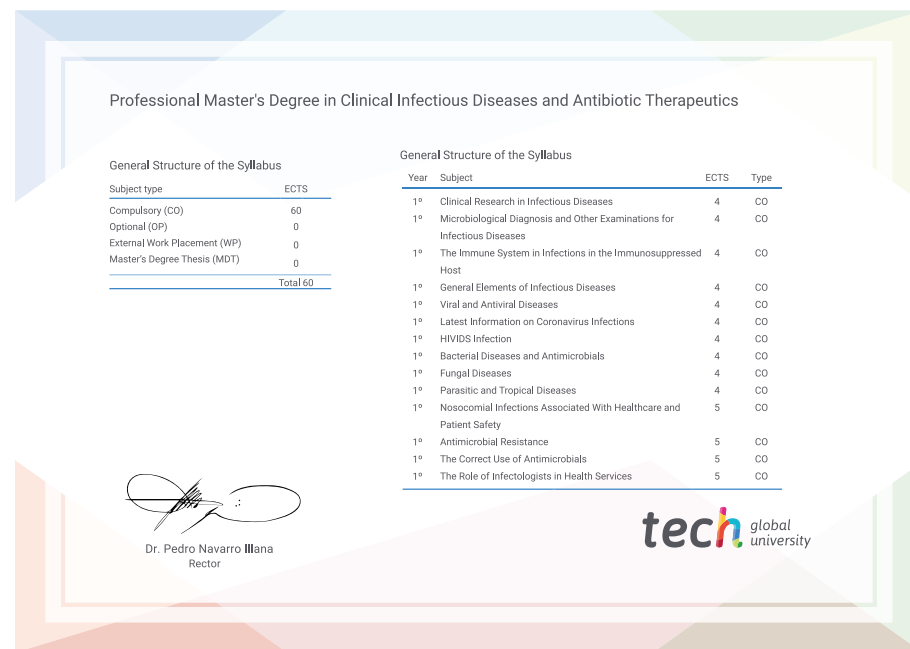 Professional Master's Degree in Clinical Infectious Diseases and Antibiotic Therapeutics
General Structure of the Syllabus
Subject type ECTS
Compulsory (CO) 60
Optional (OP) 0
External Work Placement (WP) 0
Master's Degree Thesis (MDT) 0
Total 60
General Structure of the Syllabus
Year Subject ECTS Type
1º Clinical Research in Infectious Diseases 4 CO
1º Microbiological Diagnosis and Other Examinations for 4 CO
Infectious Diseases
1º The Immune System in Infections in the Immunosuppressed 4 CO
Host
1º General Elements of Infectious Diseases 4 CO
1º Viral and Antiviral Diseases 4 CO
1º Latest Information on Coronavirus Infections 4 CO
1º HIVIDS Infection 4 CO
1º Bacterial Diseases and Antimicrobials 4 CO
1º Fungal Diseases 4 CO
1º Parasitic and Tropical Diseases 4 CO
1º Nosocomial Infections Associated With Healthcare and 5 CO
Patient Safety
1º Antimicrobial Resistance 5 CO
1º The Correct Use of Antimicrobials 5 CO
1º The Role of Infectologists in Health Services 5 CO
Dr. Pedro Navarro Illana
Rector
tech global
university